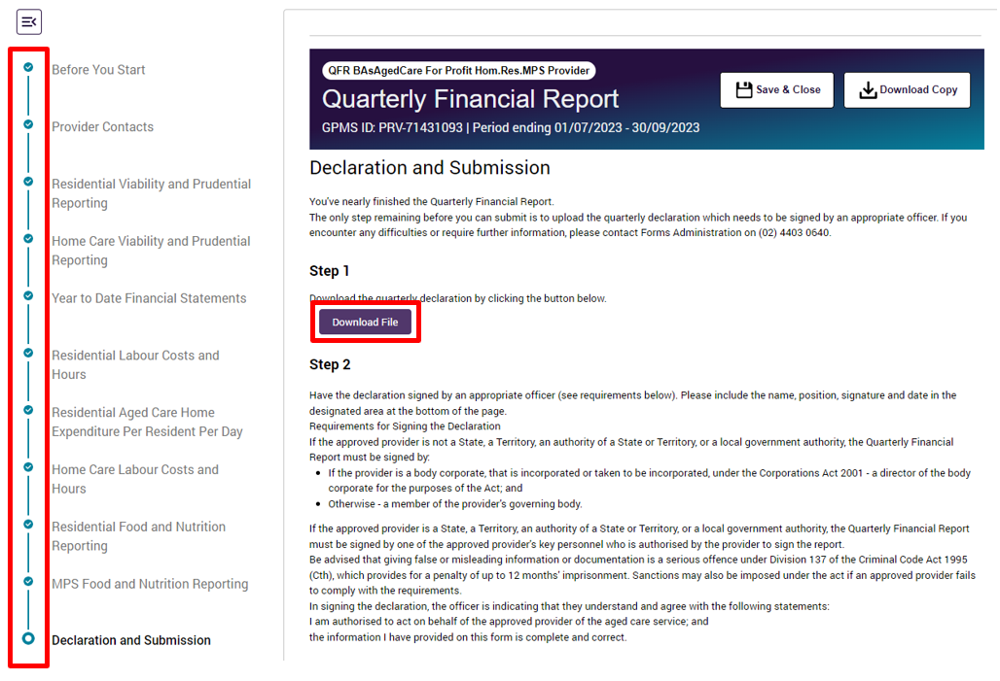 Before You Start
Provider Contacts
Residential Viability and Prudential
Reporting
Home Care Viability and Prudential
Reporting
Year to Date Financial Statements
Residential Labour Costs and
Hours
Residential Aged Care Home
Expenditure Per Resident Per Day
Home Care Labour Costs and
Hours
Residential Food and Nutrition
Reporting
MPS Food and Nutrition Reporting
Declaration and Submission
QFR BAsAgedCare For Profit Hom.Res.MPS Provider
Quarterly Financial Report
GPMS ID: PRV-71431093 | Period ending 01/07/2023 - 30/09/2023
Save & Close
Download Copy
Declaration and Submission
You've nearly finished the Quarterly Financial Report.
The only step remaining before you can submit is to upload the quarterly declaration which needs to be signed by an appropriate officer. If you
encounter any difficulties or require further information, please contact Forms Administration on (02) 4403 0640.
Step 1
Download the quarterly declaration by clicking the button below.
Download File
Step 2
Have the declaration signed by an appropriate officer (see requirements below). Please include the name, position, signature and date in the
designated area at the bottom of the page.
Requirements for Signing the Declaration
If the approved provider is not a State, a Territory, an authority of a State or Territory, or a local government authority, the Quarterly Financial
Report must be signed by:
• If the provider is a body corporate, that is incorporated or taken to be incorporated, under the Corporations Act 2001 - a director of the body
corporate for the purposes of the Act; and
• Otherwise - a member of the provider's governing body.
If the approved provider is a State, a Territory, an authority of a State or Territory, or a local government authority, the Quarterly Financial Report
must be signed by one of the approved provider's key personnel who is authorised by the provider to sign the report.
Be advised that giving false or misleading information or documentation is a serious offence under Division 137 of the Criminal Code Act 1995
(Cth), which provides for a penalty of up to 12 months' imprisonment. Sanctions may also be imposed under the act if an approved provider fails
to comply with the requirements.
In signing the declaration, the officer is indicating that they understand and agree with the following statements:
I am authorised to act on behalf of the approved provider of the aged care service; and
the information I have provided on this form is complete and correct.